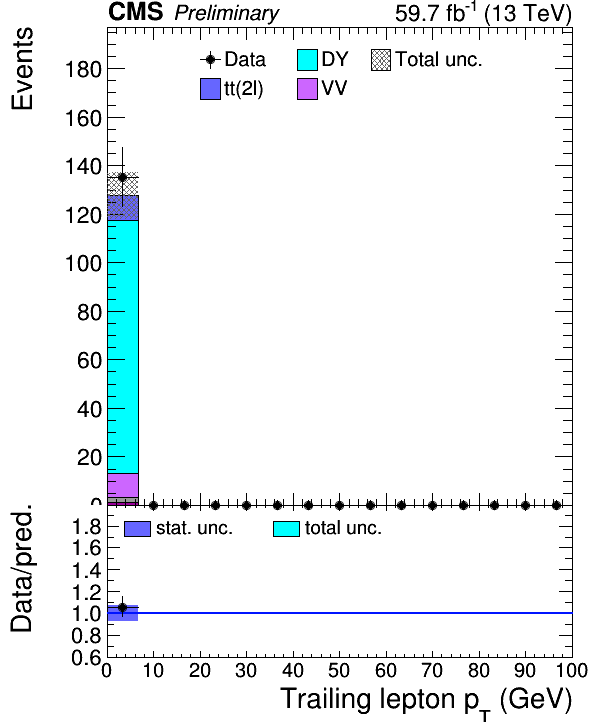 CMS Preliminary 59.7 fb-1 (13 TeV)
Events
Data DY Total unc.
tt(2l) VV
180
160
140
120
100
80
60
40
20
0
Data/pred.
stat. unc. total unc.
1.8
1.6
1.4
1.2
1.0
0.8
0.6
0 10 20 30 40 50 60 70 80 90 100
Trailing lepton pT (GeV)